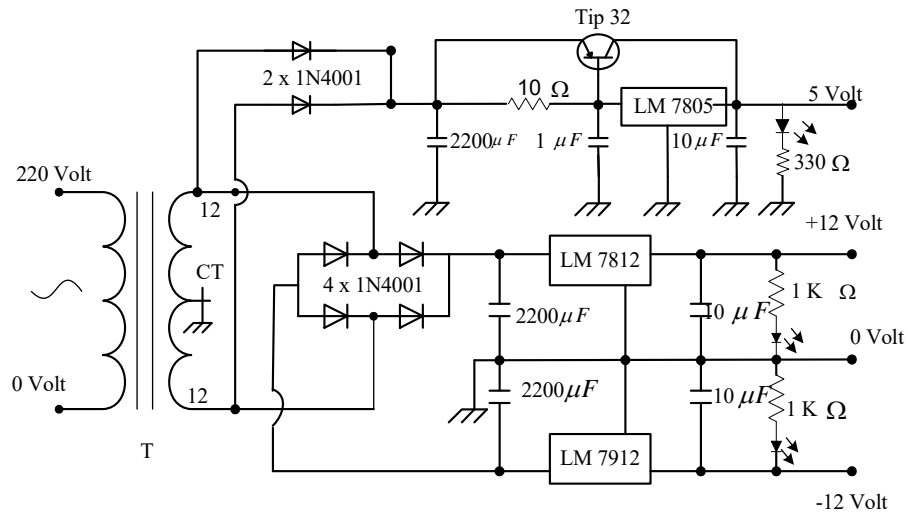 Tip 32
2 x 1N4001
10 Ω
LM 7805
5 Volt
2200μF
1 μF
10μF
330 Ω
220 Volt
12
+12 Volt
CT
4 x 1N4001
LM 7812
2200μF
10 μF
1 K Ω
0 Volt
0 Volt
12
2200μF
10 μF
1 K Ω
T
LM 7912
-12 Volt